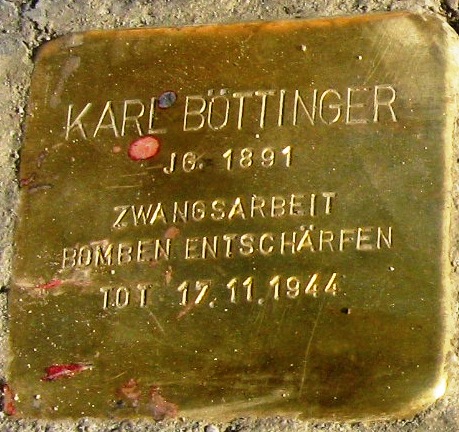 KARL BÖTTINGER
JG. 1891
ZWANGSARBEIT
BOMBEN ENTSCHÄRFEN
TOT 17.11.1944